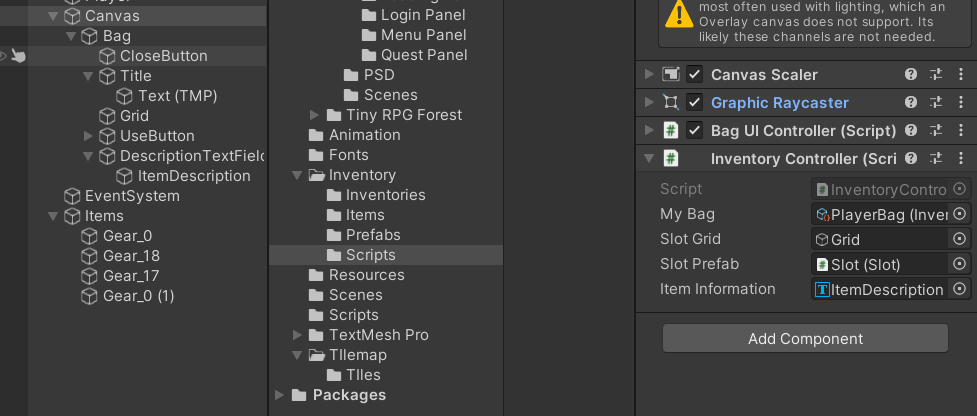 Player
Canvas
Bag
CloseButton
Title
Text (TMP)
Grid
UseButton
DescriptionTextField
ItemDescription
EventSystem
Items
Gear_0
Gear_18
Gear_17
Gear_0 (1)
Login Panel
Menu Panel
Quest Panel
PSD
Scenes
Tiny RPG Forest
Animation
Fonts
Inventory
Inventories
Items
Prefabs
Scripts
Resources
Scenes
Scripts
TextMesh Pro
TIlemap
TIles
Packages
most often used with lighting, which an
Overlay canvas does not support. Its
likely these channels are not needed.
Canvas Scaler
Graphic Raycaster
Bag UI Controller (Script)
Inventory Controller (Scri
Script
InventoryContro
My Bag
PlayerBag (Inver
Slot Grid
Grid
Slot Prefab
Slot (Slot)
Item Information
ItemDescription
Add Component